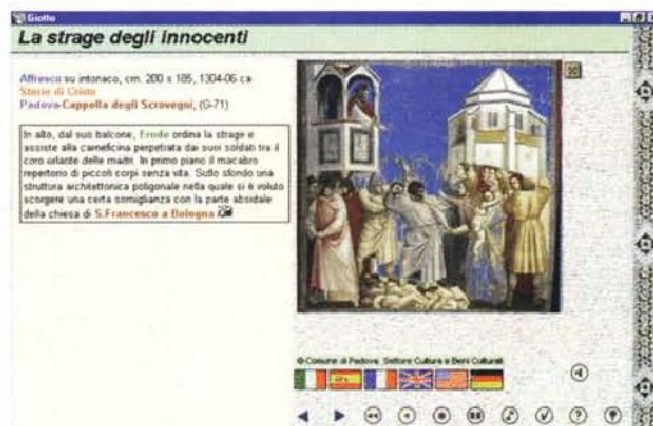 Giotto
La strage degli innocenti
Affresco su intonaco, cm. 200 x 185, 1304-06 ca
Storie di Cristo
Padova-Cappella degli Scrovegni, (G-71)
In alto, dal suo balcone, Erode ordina la strage e
assiste alla carneficina perpetrata dai suoi soldati tra il
coro urlante delle madri. In primo piano il macabro
repertorio di piccoli corpi senza vita. Sullo sfondo una
struttura architettonica poligonale nella quale si è voluto
scorgere una certa somiglianza con la parte absidale
della chiesa di S.Francesco a Bologna
© Comune di Padova Settore Cultura e Beni Culturali
?